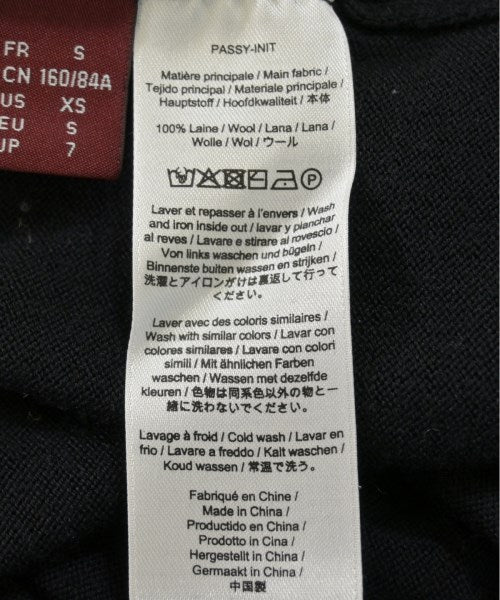 FR S
CN 160/84A
US XS
EU S
JP 7
PASSY-INIT
Matière principale / Main fabric /
Tejido principal / Materiale principale /
Hauptstoff / Hoofdkwaliteit / 本体
100% Laine / Wool / Lana / Lana /
Wolle / Wol / ウール
P
Laver et repasser à l'envers / Wash
and iron inside out / lavar y planchar
al reves / Lavare e stirare al rovescio /
Von links waschen und bügeln /
Binnenste buiten wassen en strijken /
洗濯とアイロンがけは裏返して行って
ください。
Laver avec des coloris similaires /
Wash with similar colors / Lavar con
colores similares / Lavare con colori
simili / Mit ähnlichen Farben
waschen / Wassen met dezelfde
kleuren / 色物は同系色以外の物と一
緒に洗わないでください。
Lavage à froid / Cold wash / Lavar en
frio / Lavare a freddo / Kalt waschen /
Koud wassen / 常温で洗う。
Fabriqué en Chine /
Made in China /
Productido en China /
Prodotto in Cina /
Hergestellt in China /
Germaakt in China /
中国製